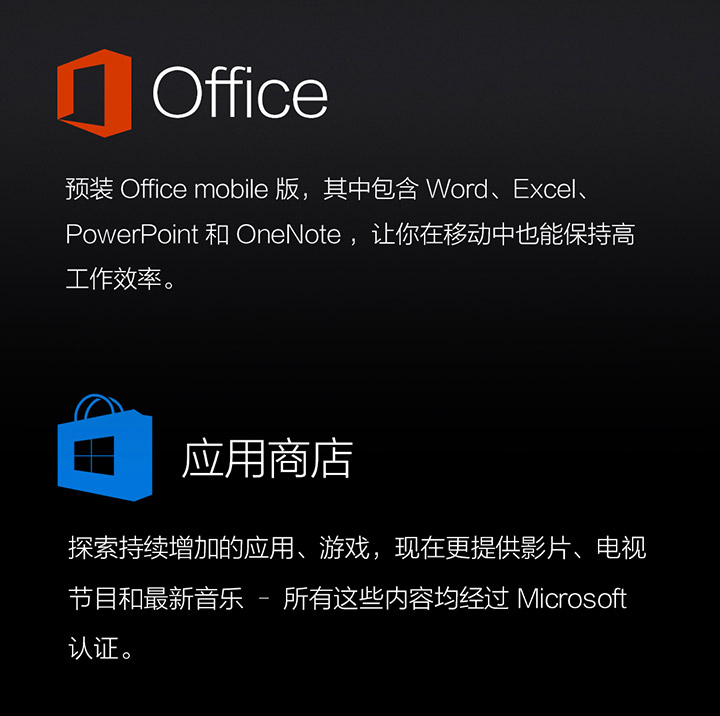 Office
预装 Office mobile 版，其中包含 Word、Excel、
PowerPoint 和 OneNote ，让你在移动中也能保持高
工作效率。
应用商店
探索持续增加的应用、游戏，现在更提供影片、电视
节目和最新音乐 – 所有这些内容均经过 Microsoft
认证。